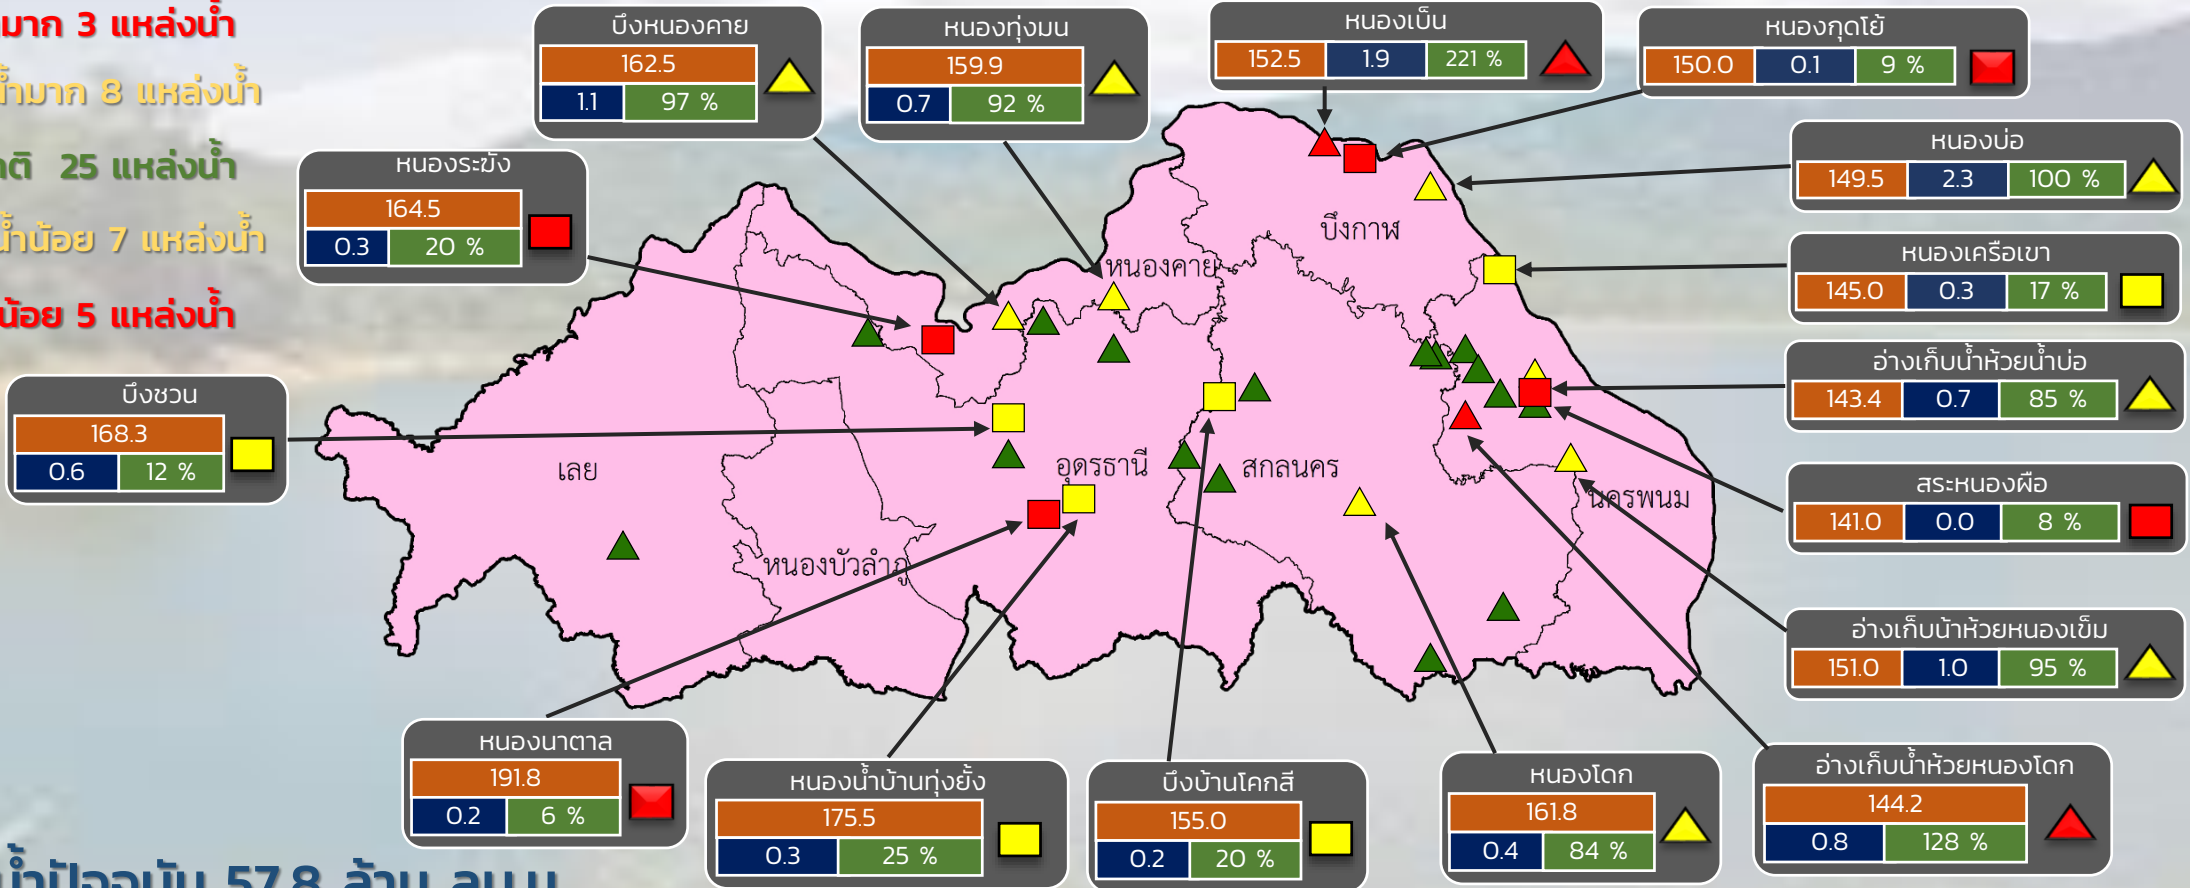 มาก 3 แหล่งน้ำ
น้ำมาก 8 แหล่งน้ำ
25 แหล่งน้ำ
น้ำน้อย 7 แหล่งน้ำ
น้อย 5 แหล่งน้ำ
บึงหนองคาย
162.5
1.1 97 %
หนองทุ่งมน
159.9
0.7 92 %
หนองเบ็น
152.5 1.9 221 %
หนองกุดโย้
150.0 0.1 9 %
หนองระฆัง
164.5
0.3 20 %
หนองบ่อ
149.5 2.3 100 %
หนองเครือเขา
145.0 0.3 17 %
อ่างเก็บน้ำห้วยน้ำบ่อ
143.4 0.7 85 %
บึงชวน
168.3
0.6 12 %
สระหนองผือ
141.0 0.0 8 %
อ่างเก็บน้าห้วยหนองเข็ม
151.0 1.0 95 %
บึงกาฬ
หนองคาย
เลย
อุดรธานี
สกลนคร
นครพนม
หนองบัวลำภู
หนองนาตาล
191.8
0.2 6 %
หนองน้ำบ้านทุ่งยั้ง
175.5
0.3 25 %
บึงบ้านโคกสี
155.0
0.2 20 %
หนองโดก
161.8
0.4 84 %
อ่างเก็บน้ำห้วยหนองโดก
144.2
0.8 128 %
น้ำปัจจุบัน 57.8 ล้าน ลบ.ม